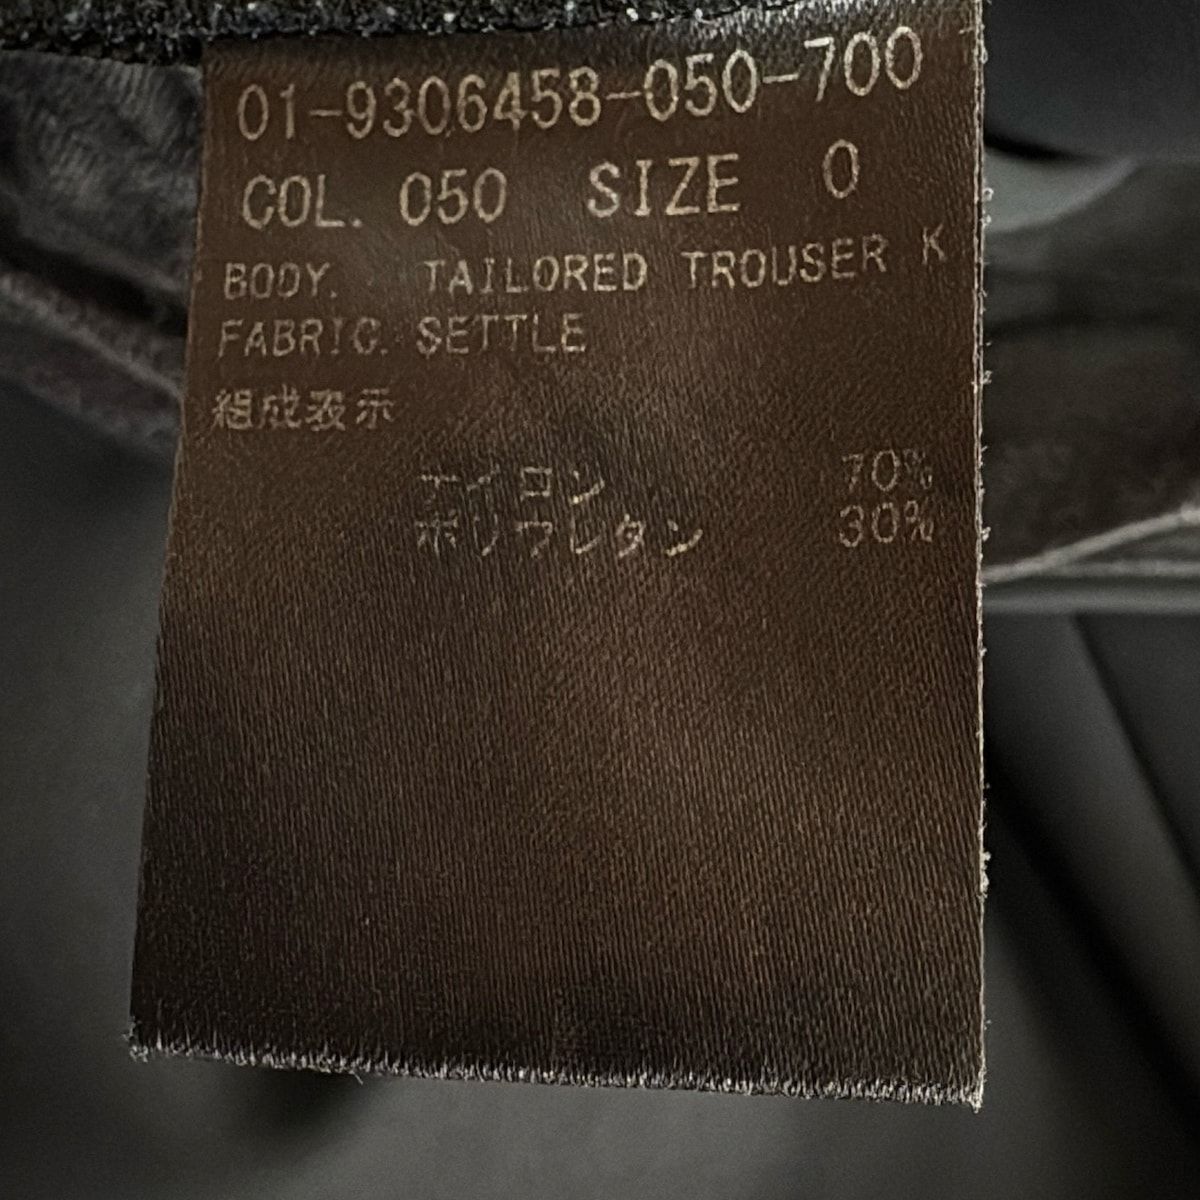 01-9306458-050-700
COL. 050 SIZE 0
BODY. TAILORED TROUSER K
FABRIC. SETTLE
組成表示
ナイロン 70%
ポリウレタン 30%